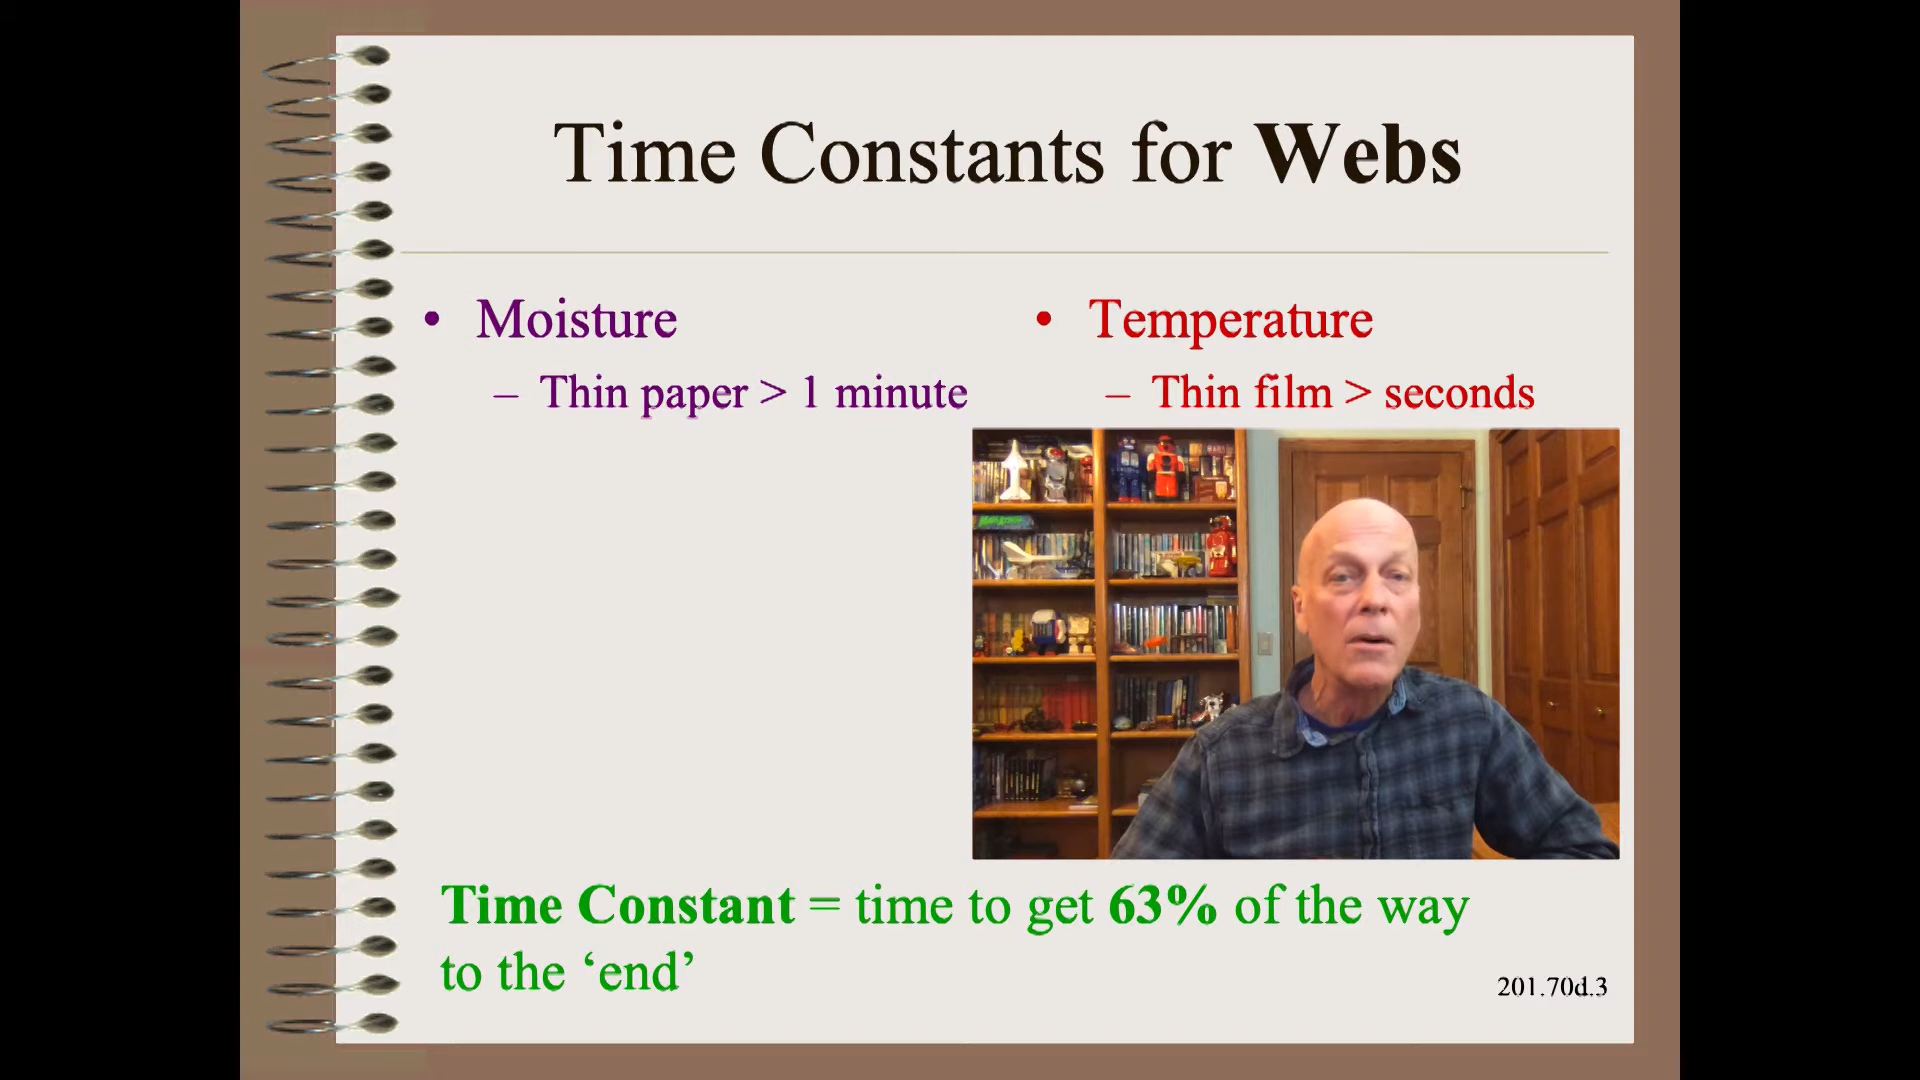 Time Constants for Webs
• Moisture
– Thin paper > 1 minute
• Temperature
– Thin film > seconds
Time Constant = time to get 63% of the way
to the ‘end’
201.70d.3